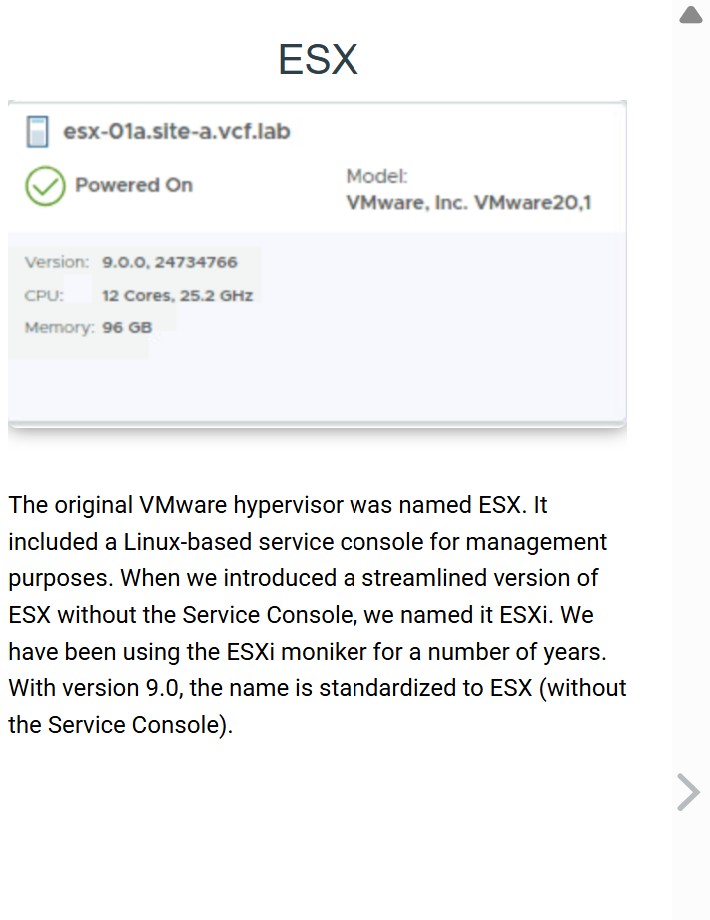 ESX
esx-01a.site-a.vcf.lab
Powered On
Model:
VMware, Inc. VMware20,1
Version: 9.0.0, 24734766
CPU: 12 Cores, 25.2 GHz
Memory: 96 GB
The original VMware hypervisor was named ESX. It
included a Linux-based service console for management
purposes. When we introduced a streamlined version of
ESX without the Service Console, we named it ESXi. We
have been using the ESXi moniker for a number of years.
With version 9.0, the name is standardized to ESX (without
the Service Console).